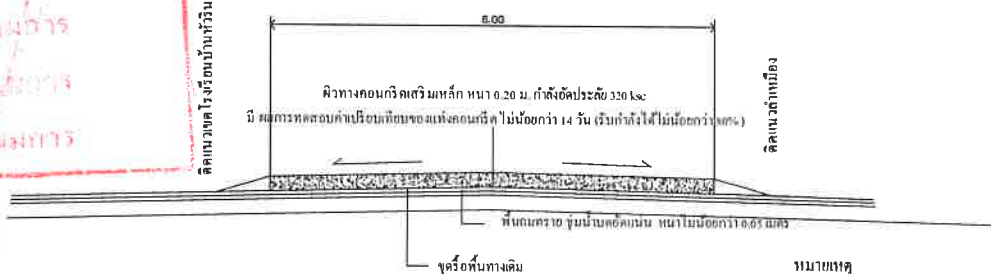 6.00
ติดแนวเขตโรงเรียนบ้านหัวริน
ติดแนวลำเหมือง
ผิวทางคอนกรีตเสริมเหล็ก หนา 0.20 ม. กำลังอัดประลัย 320 ksc
มี ผลการทดสอบค่าเปรียบเทียบของแท่งคอนกรีต ไม่น้อยกว่า 14 วัน (รับกำลังได้ไม่น้อยกว่า
พื้นถมทราย ชุ่มน้ำบดอัดแน่น หนาไม่น้อยกว่า 0.05 เมตร
ขุดรื้อพื้นทางเดิม
หมายเหตุ